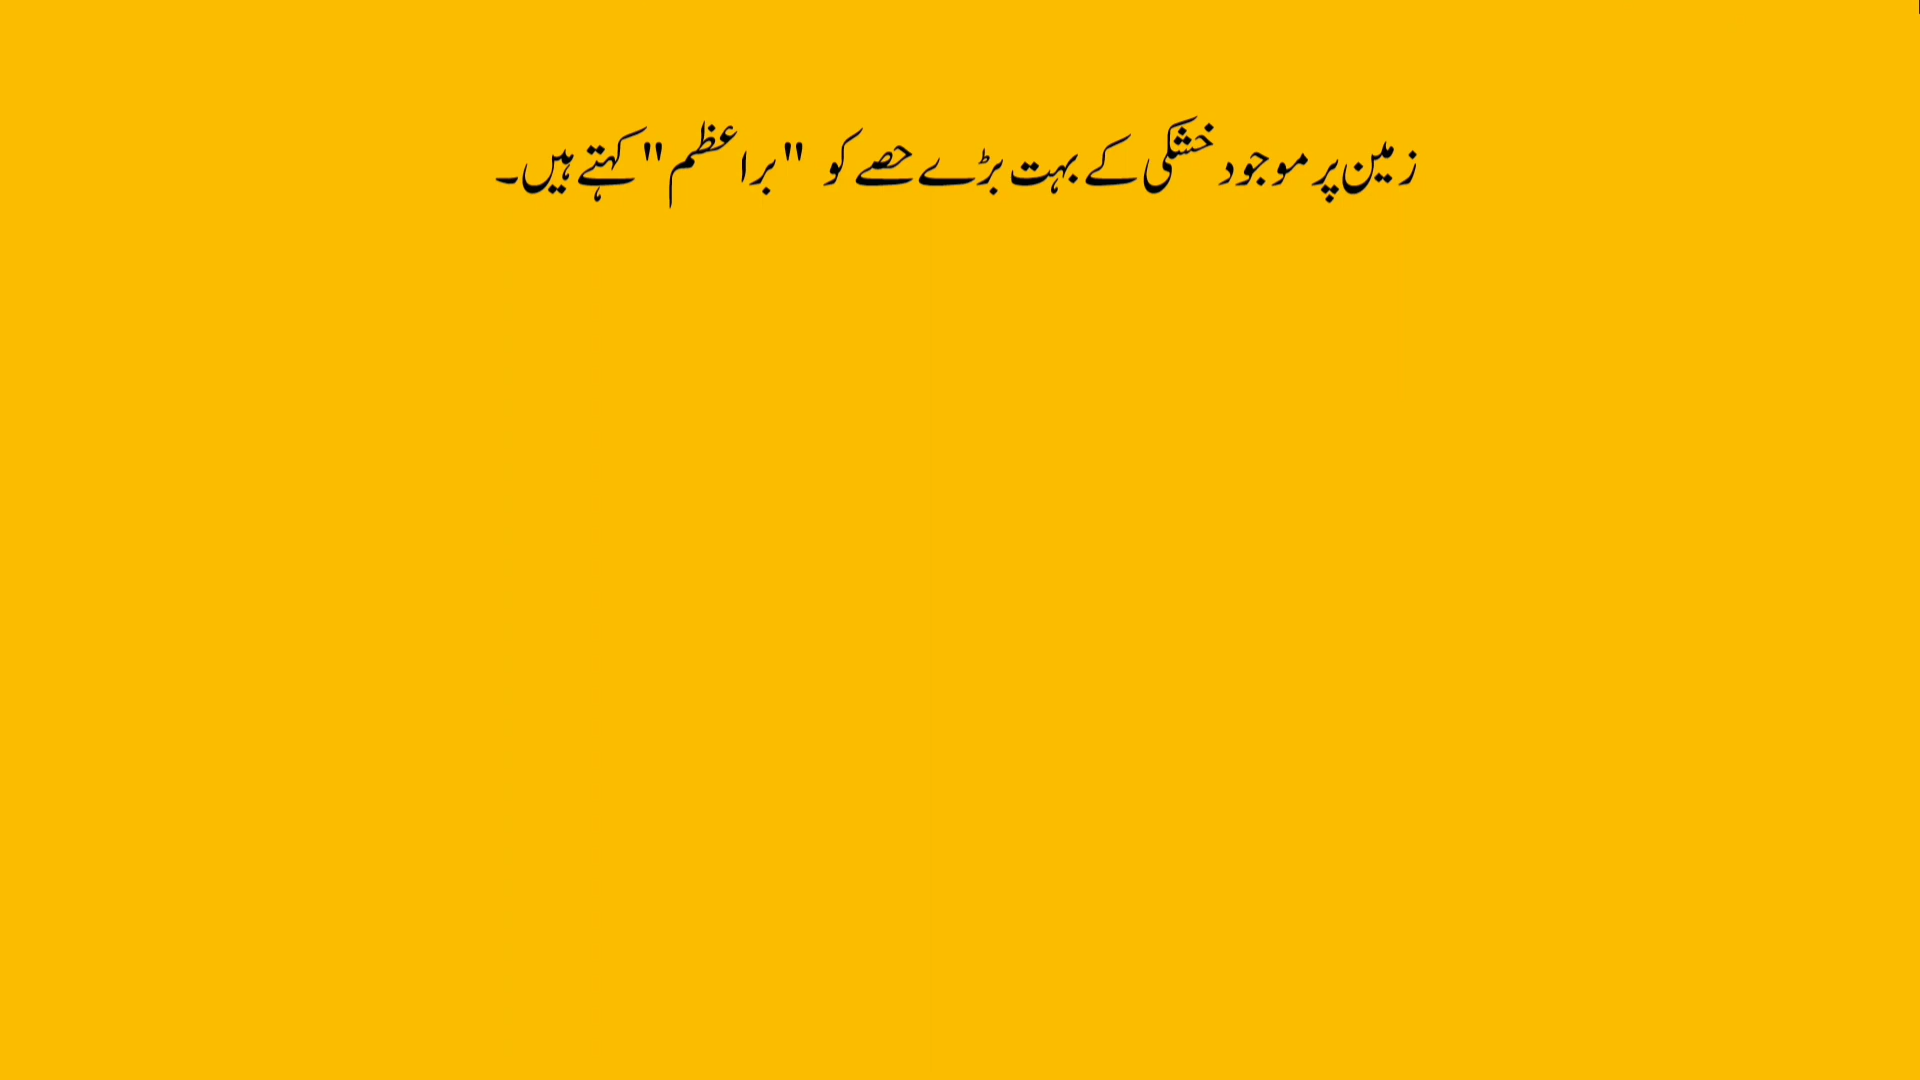 زمین پر موجود خشکی کے بہت بڑے حصے کو "براعظم" کہتے ہیں۔